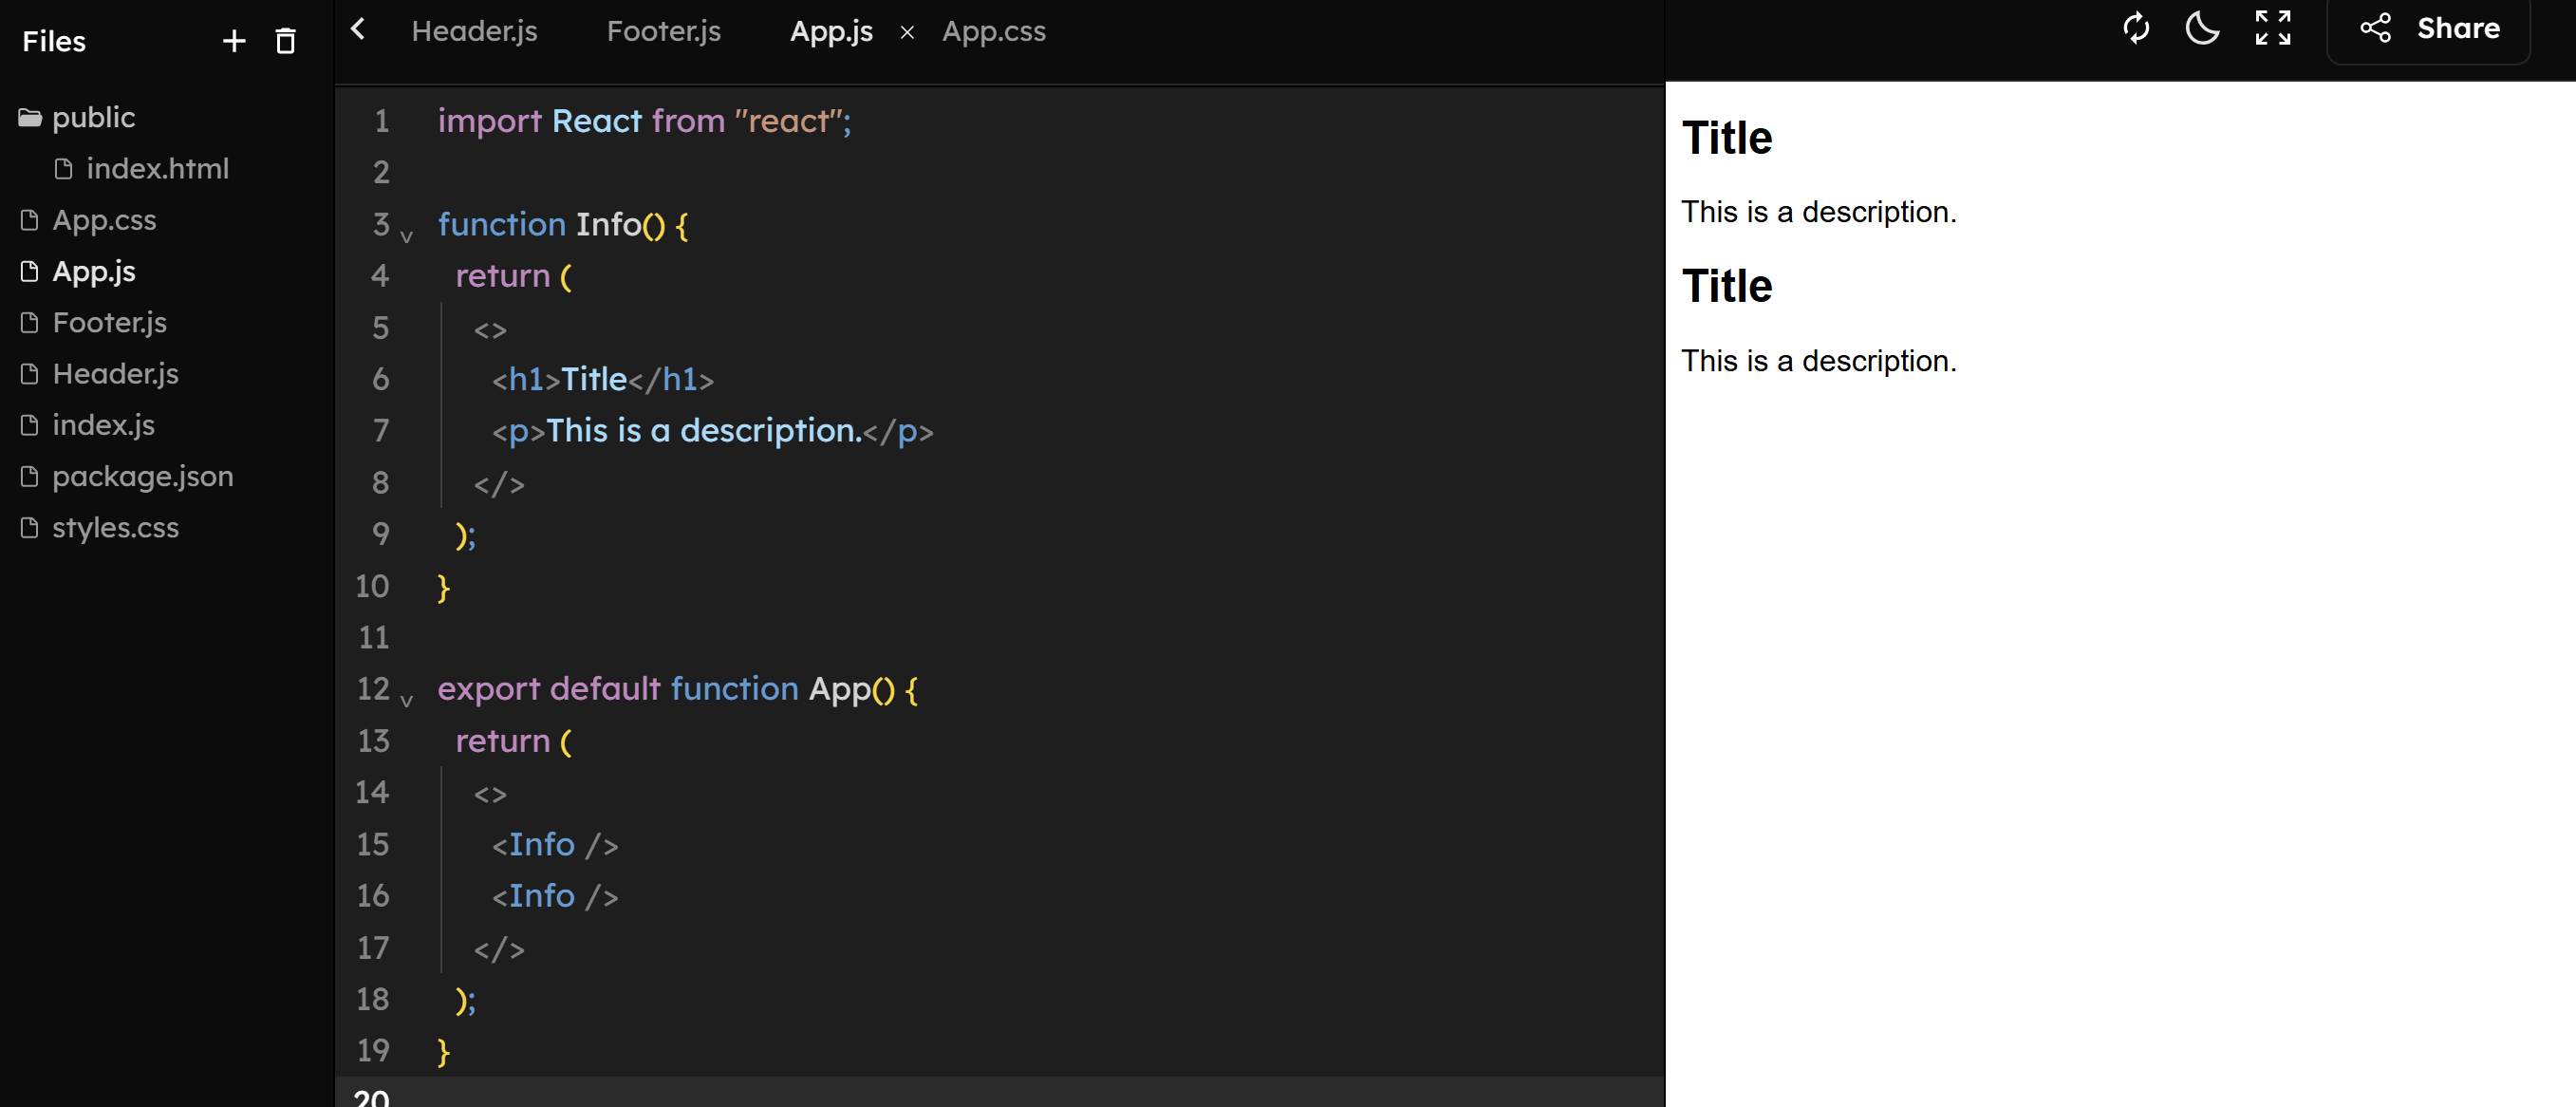 Files
public
index.html
App.css
App.js
Footer.js
Header.js
index.js
package.json
styles.css
Header.js Footer.js App.js × App.css
1 import React from "react";
2
3 function Info() {
4 return (
5 <>
6 <h1>Title</h1>
7 <p>This is a description.</p>
8 </>
9 );
10 }
11
12 export default function App() {
13 return (
14 <>
15 <Info />
16 <Info />
17 </>
18 );
19 }
20
Share
Title
This is a description.
Title
This is a description.